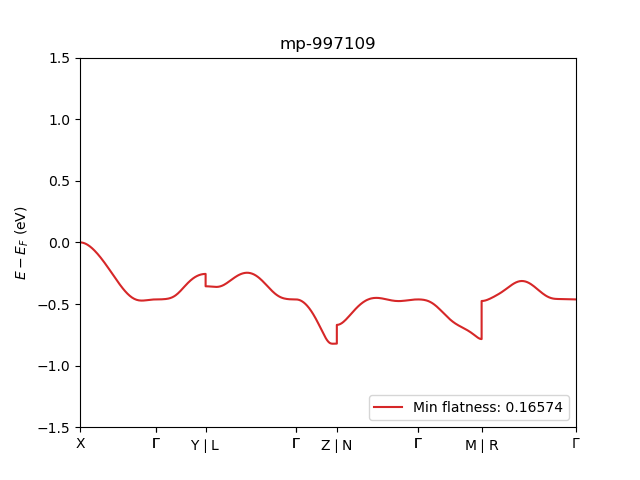 mp-997109
E − E_F (eV)
1.5
1.0
0.5
0.0
−0.5
−1.0
−1.5
Min flatness: 0.16574
X Γ Y | L Γ Z | N Γ M | R Γ